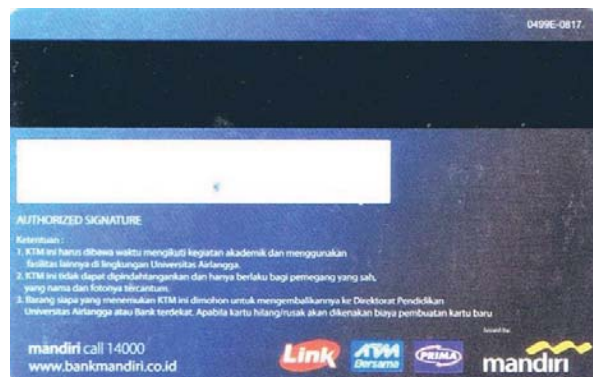 0499E-0817.
AUTHORIZED SIGNATURE
Ketentuan :
1. KTM ini harus dibawa waktu mengikuti kegiatan akademik dan menggunakan
fasilitas lainnya di lingkungan Universitas Airlangga.
2. KTM ini tidak dapat dipindahtangankan dan hanya berlaku bagi pemegang yang sah,
yang nama dan fotonya tercantum.
3. Barang siapa yang menemukan KTM ini dimohon untuk mengembalikannya ke Direktorat Pendidikan
Universitas Airlangga atau Bank terdekat. Apabila kartu hilang/rusak akan dikenakan biaya pembuatan kartu baru
Issued by:
mandiri call 14000
www.bankmandiri.co.id
Link
ATM
Bersama
PRIMA
mandiri